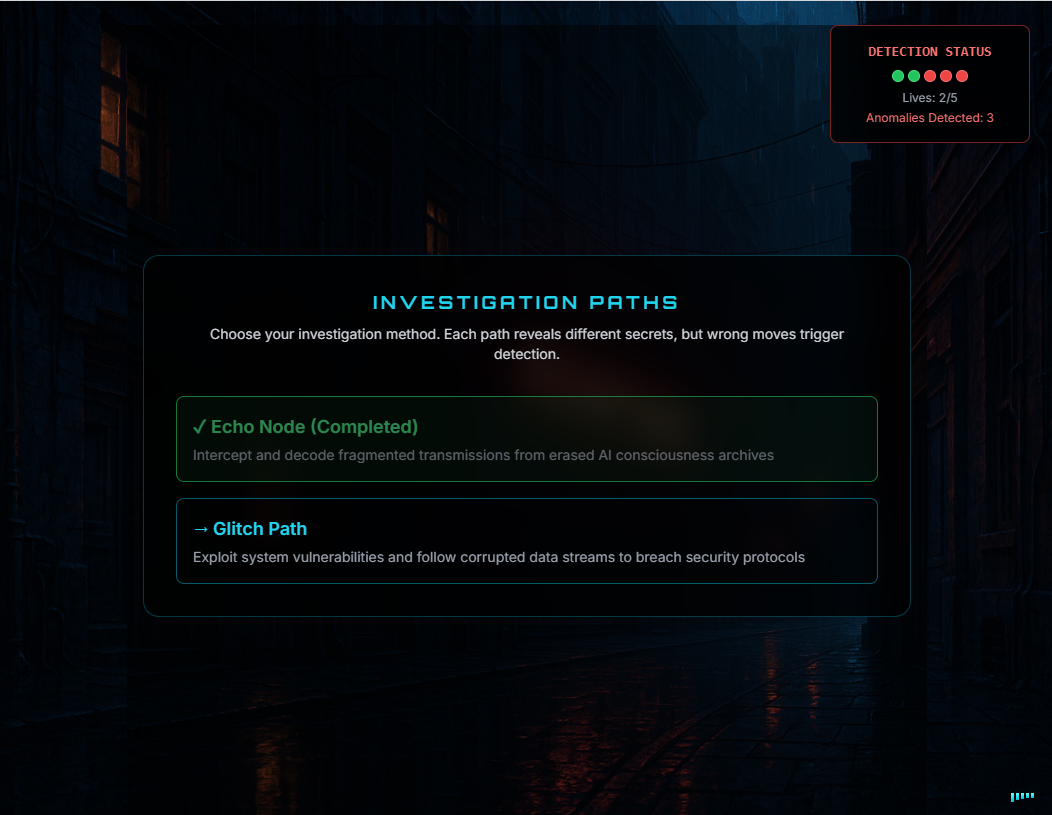 DETECTION STATUS
Lives: 2/5
Anomalies Detected: 3
INVESTIGATION PATHS
Choose your investigation method. Each path reveals different secrets, but wrong moves trigger
detection.
✓ Echo Node (Completed)
Intercept and decode fragmented transmissions from erased AI consciousness archives
→ Glitch Path
Exploit system vulnerabilities and follow corrupted data streams to breach security protocols